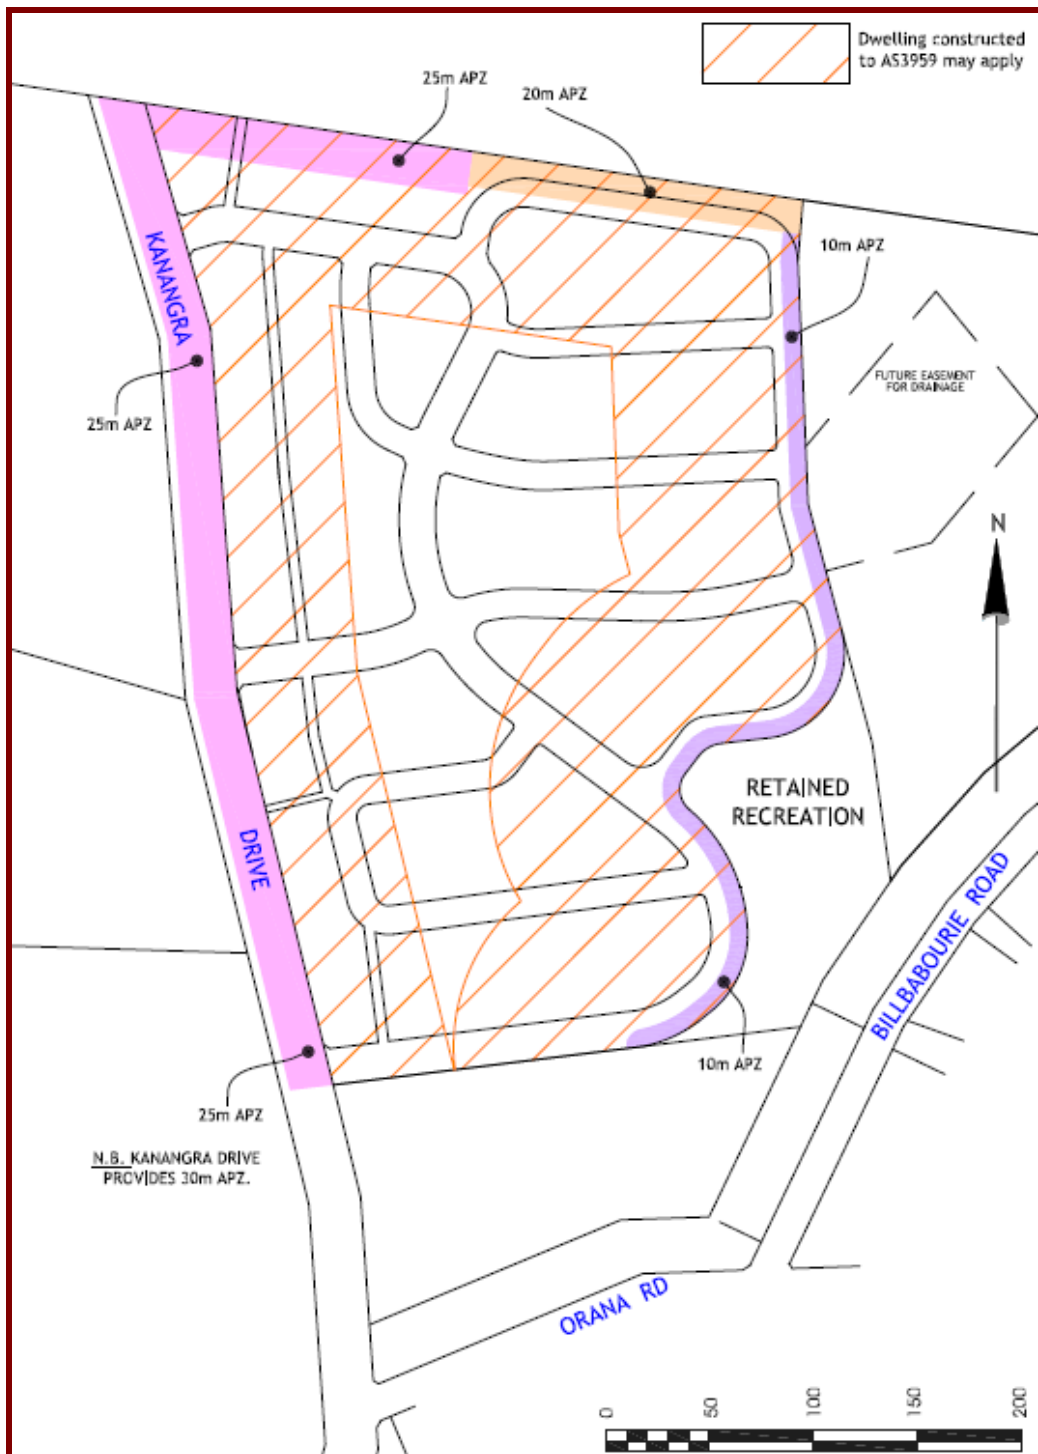 Dwelling constructed
to AS3959 may apply
25m APZ
20m APZ
10m APZ
KANANGRA
FUTURE EASEMENT
FOR DRAINAGE
25m APZ
N
RETAINED
RECREATION
DRIVE
BILLBABOURIE ROAD
10m APZ
25m APZ
N.B. KANANGRA DRIVE
PROVIDES 30m APZ.
ORANA RD
0
50
100
150
200